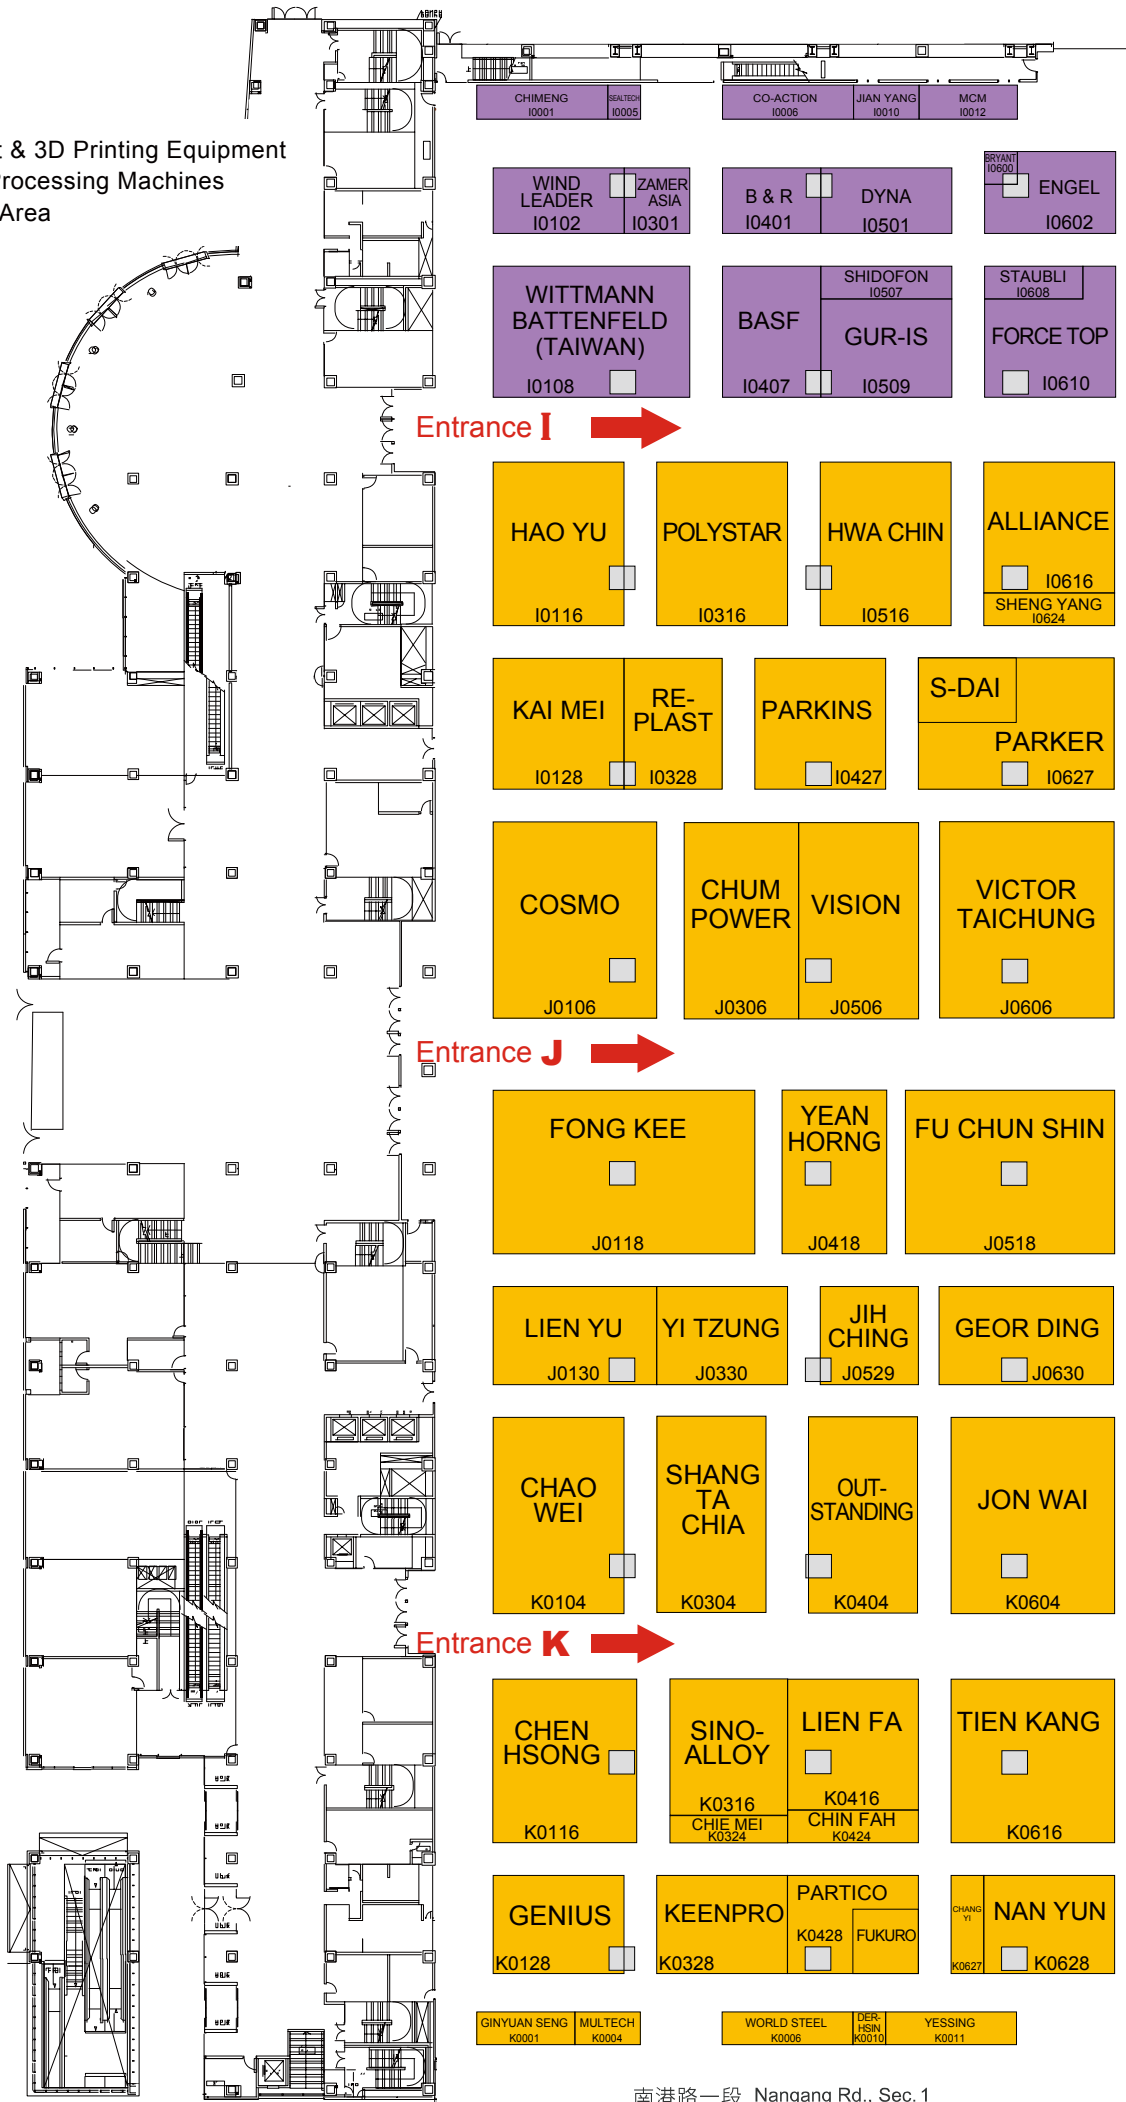 CHIMENG
I0001
SEALTECH
I0005
CO-ACTION
I0006
JIAN YANG
I0010
MCM
I0012
& 3D Printing Equipment
Processing Machines
Area
WIND
LEADER
I0102
ZAMER
ASIA
I0301
B & R
I0401
DYNA
I0501
BRYANT
I0600
ENGEL
I0602
WITTMANN
BATTENFELD
(TAIWAN)
I0108
BASF
I0407
SHIDOFON
I0507
GUR-IS
I0509
STAUBLI
I0608
FORCE TOP
I0610
Entrance I
HAO YU
I0116
POLYSTAR
I0316
HWA CHIN
I0516
ALLIANCE
I0616
SHENG YANG
I0624
KAI MEI
I0128
RE-
PLAST
I0328
PARKINS
I0427
S-DAI
PARKER
I0627
COSMO
J0106
CHUM
POWER
J0306
VISION
J0506
VICTOR
TAICHUNG
J0606
Entrance J
FONG KEE
J0118
YEAN
HORNG
J0418
FU CHUN SHIN
J0518
LIEN YU
J0130
YI TZUNG
J0330
JIH
CHING
J0529
GEOR DING
J0630
CHAO
WEI
K0104
SHANG
TA
CHIA
K0304
OUT-
STANDING
K0404
JON WAI
K0604
Entrance K
CHEN
HSONG
K0116
SINO-
ALLOY
K0316
CHIE MEI
K0324
LIEN FA
K0416
CHIN FAH
K0424
TIEN KANG
K0616
GENIUS
K0128
KEENPRO
K0328
PARTICO
K0428
FUKURO
CHANG
YI
K0627
NAN YUN
K0628
GINYUAN SENG
K0001
MULTECH
K0004
WORLD STEEL
K0006
DER-
HSIN
K0010
YESSING
K0011
南港路一段 Nangang Rd., Sec. 1